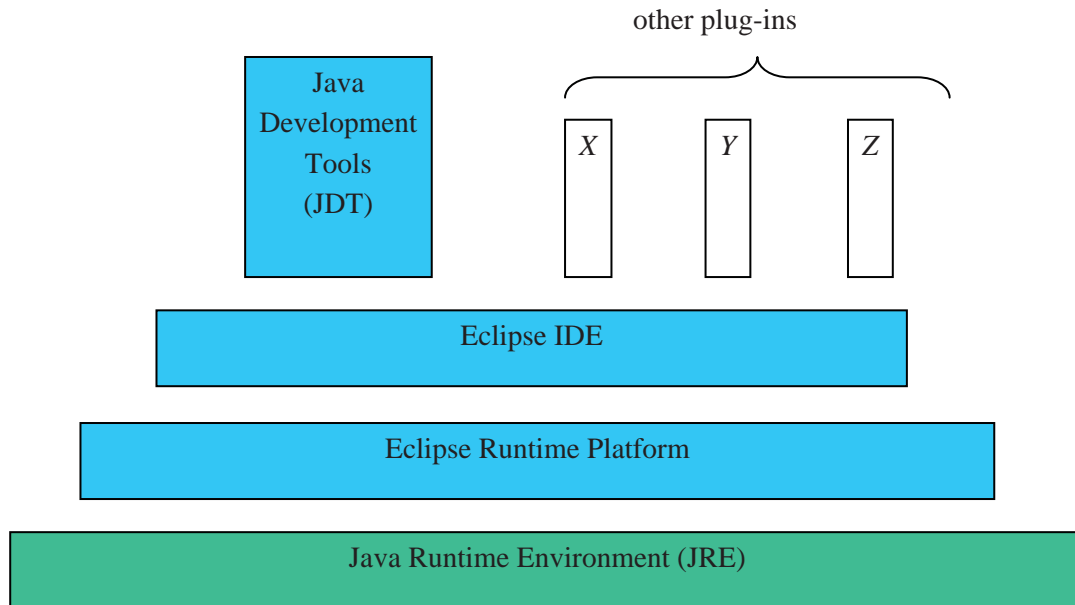 other plug-ins
Java
Development
Tools
(JDT)
X
Y
Z
Eclipse IDE
Eclipse Runtime Platform
Java Runtime Environment (JRE)